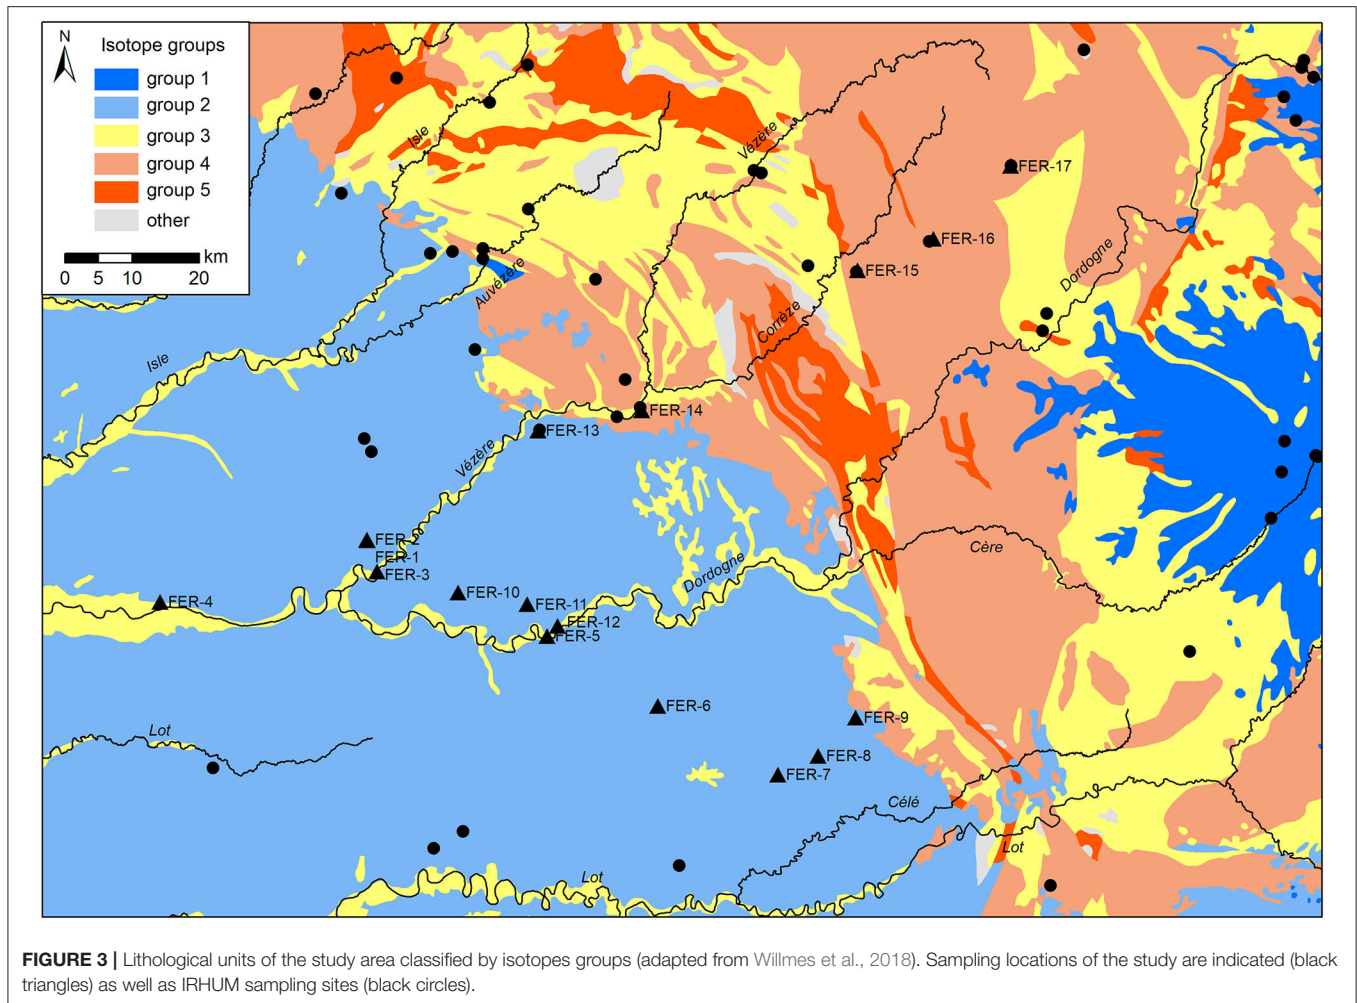 N
Isotope groups
group 1
group 2
group 3
group 4
group 5
other
km
0 5 10 20
Isle
Vézère
FER-17
FER-16
Dordogne
FER-15
Auvézère
Corrèze
Isle
FER-14
FER-13
Vézère
FER-2
FER-1
FER-3
Cère
Dordogne
FER-10
FER-4
FER-11
FER-12
FER-5
FER-6
FER-9
Lot
FER-8
FER-7
Célé
Lot
Lot
FIGURE 3 | Lithological units of the study area classified by isotopes groups (adapted from Willmes et al., 2018). Sampling locations of the study are indicated (black
triangles) as well as IRHUM sampling sites (black circles).